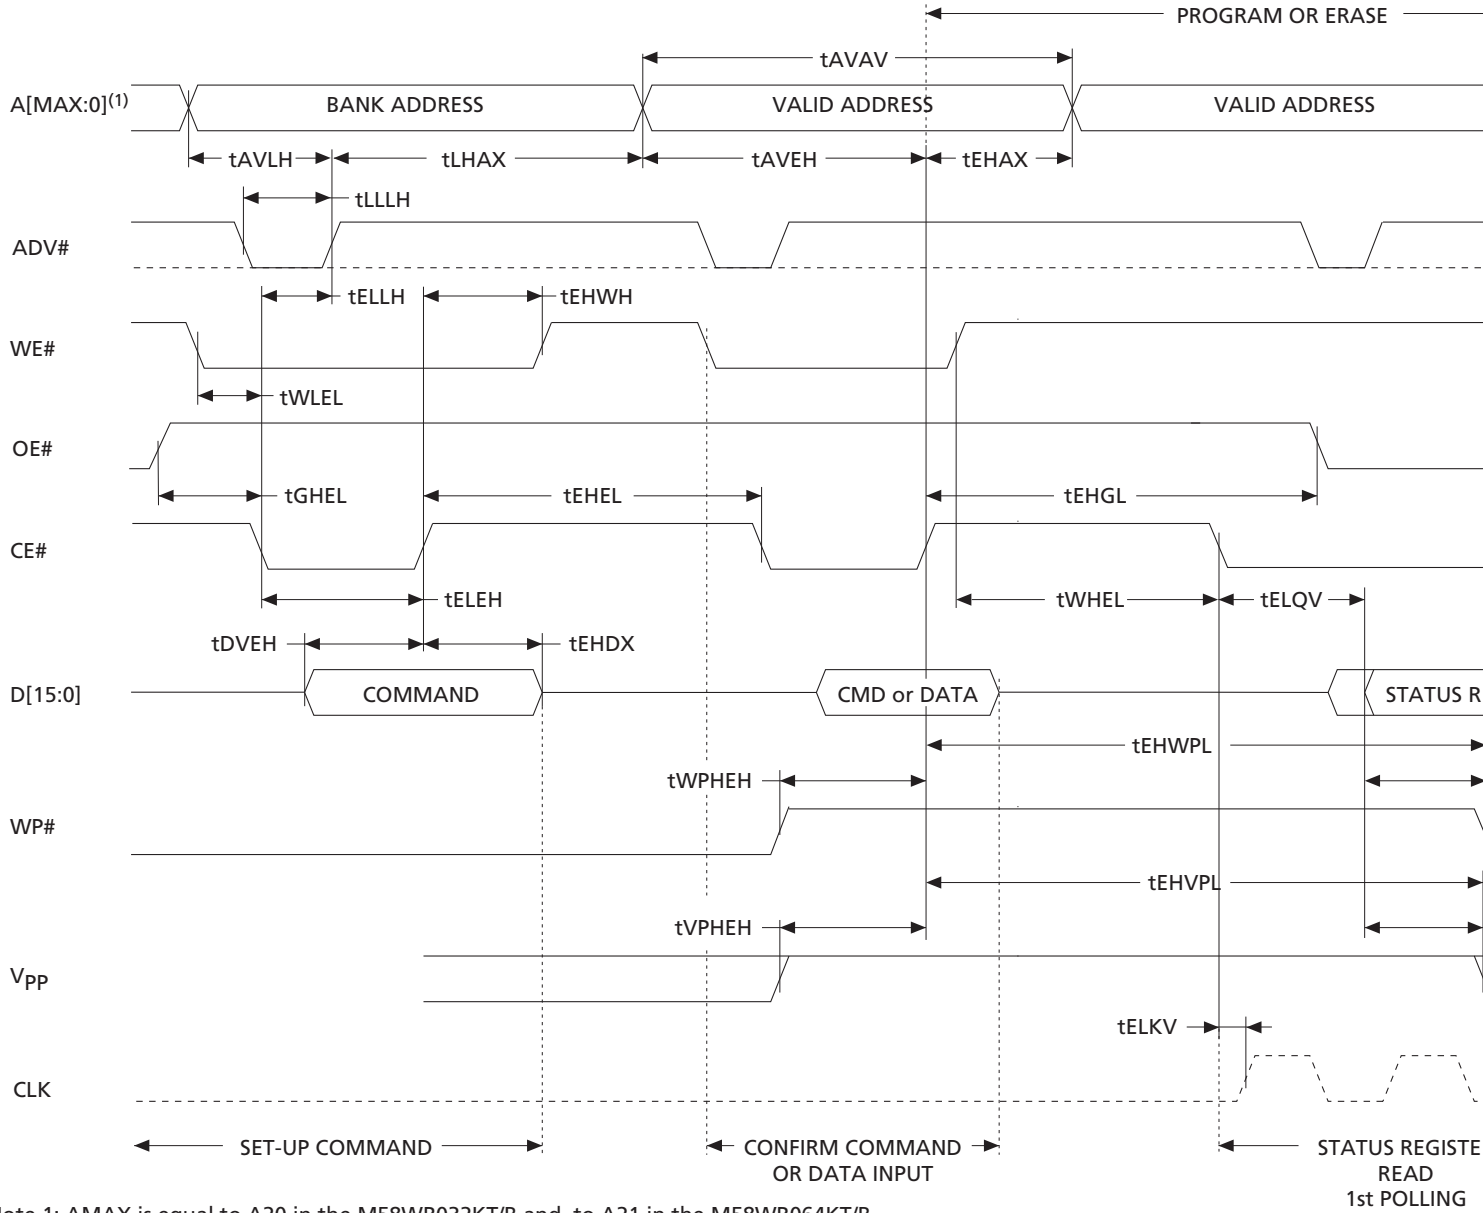 PROGRAM OR ERASE
tAVAV
A[MAX:0](1)
BANK ADDRESS
VALID ADDRESS
VALID ADDRESS
tAVLH
tLHAX
tAVEH
tEHAX
tLLLH
ADV#
tELLH
tEHWH
WE#
tWLEL
OE#
tGHEL
tEHEL
tEHGL
CE#
tELEH
tWHEL
tELQV
tDVEH
tEHDX
D[15:0]
COMMAND
CMD or DATA
STATUS R
tEHWPL
tWPHEH
WP#
tEHVPL
tVPHEH
VPP
tELKV
CLK
SET-UP COMMAND
CONFIRM COMMAND
OR DATA INPUT
STATUS REGISTE
READ
1st POLLING